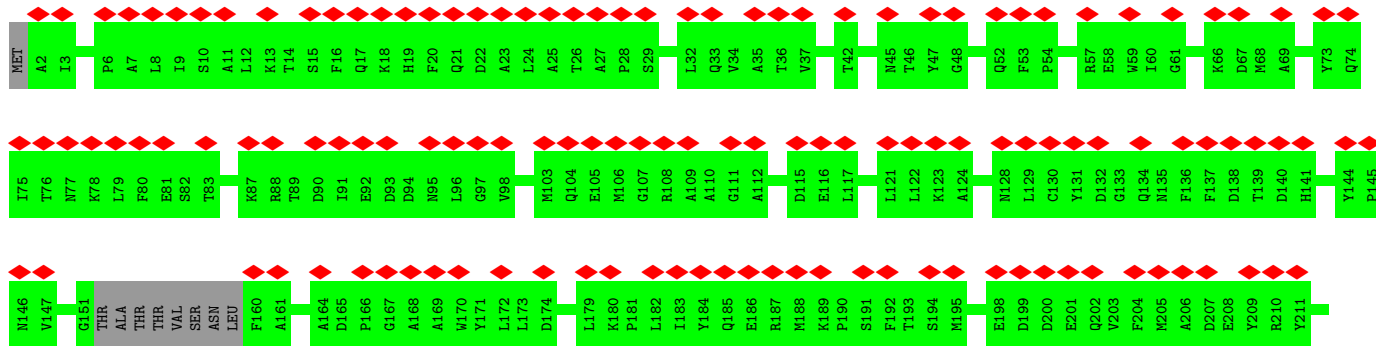 MET A2 I3 P6 A7 L8 I9 S10 A11 L12 K13 T14 S15 F16 Q17 K18 H19 F20 Q21 D22 A23 L24 A25 T26 A27 P28 S29 L32 Q33 V34 A35 T36 V37 T42 N45 T46 Y47 G48 Q52 F53 P54 R57 E58 W59 I60 G61 K66 D67 M68 A69 Y73 Q74
I75 T76 N77 K78 L79 F80 E81 S82 T83 K87 R88 T89 D90 I91 E92 D93 D94 N95 L96 G97 V98 M103 Q104 E105 M106 G107 R108 A109 A110 G111 A112 D115 E116 L117 L121 L122 K123 A124 N128 L129 C130 Y131 D132 G133 Q134 N135 F136 F137 D138 T139 D140 H141 Y144 P145
N146 V147 G151 THR ALA THR THR VAL SER ASN LEU F160 A161 A164 D165 P166 G167 A168 A169 W170 Y171 L172 L173 D174 L179 K180 P181 L182 I183 Y184 Q185 E186 R187 M188 K189 P190 S191 F192 T193 S194 M195 E198 D199 D200 E201 Q202 V203 F204 M205 A206 D207 E208 Y209 R210 Y211